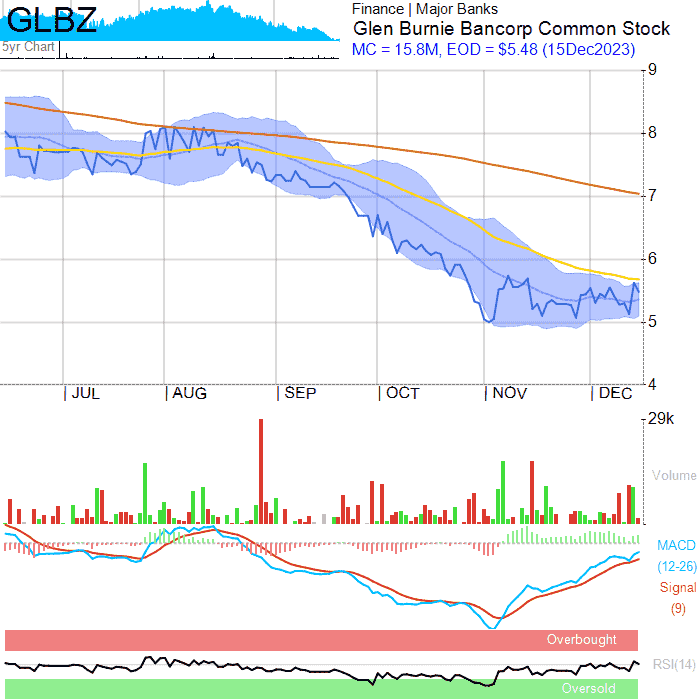 GLBZ
5yr Chart
Finance | Major Banks
Glen Burnie Bancorp Common Stock
MC = 15.8M, EOD = $5.48 (15Dec2023)
9
8
7
6
5
4
JUL
AUG
SEP
OCT
NOV
DEC
29k
Volume
MACD
(12-26)
Signal
(9)
Overbought
RSI(14)
Oversold